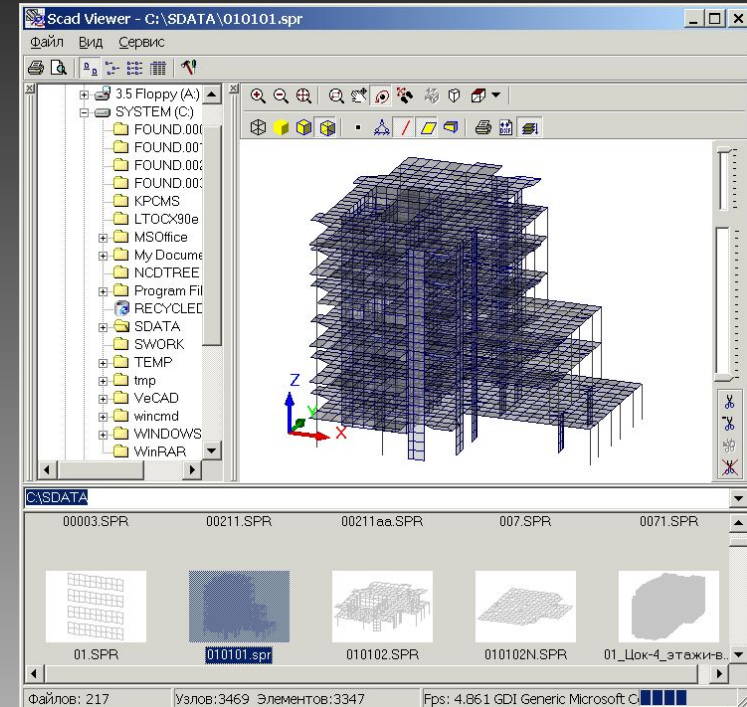 Scad Viewer - C:\SDATA\010101.spr
Файл Вид Сервис
3.5 Floppy (A:)
SYSTEM (C:)
FOUND.000
FOUND.001
FOUND.002
FOUND.003
KPCMS
LTOCX90e
MSOffice
My Docume
NCDTREE
Program Fil
RECYCLED
SDATA
SWORK
TEMP
tmp
VeCAD
wincmd
WINDOWS
WinRAR
Z
Y
X
C:\SDATA
00003.SPR 00211.SPR 00211aa.SPR 007.SPR 0071.SPR
01.SPR 010101.spr 010102.SPR 010102N.SPR 01_Цок-4_этажи-в...
Файлов: 217 Узлов:3469 Элементов:3347 Fps: 4.861 GDI Generic Microsoft C